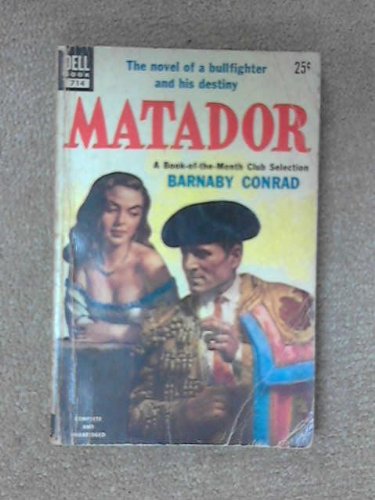 DELL
BOOK
714
The novel of a bullfighter
and his destiny
25¢
MATADOR
A Book-of-the-Month Club Selection
BARNABY CONRAD
COMPLETE
AND
UNABRIDGED